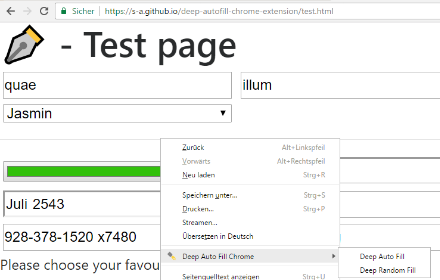 Sicher https://s-a.github.io/deep-autofill-chrome-extension/test.html
- Test page
quae illum
Jasmin
Juli 2543
928-378-1520 x7480
Please choose your favou
Zurück Alt+Linkspfeil
Vorwärts Alt+Rechtspfeil
Neu laden Strg+R
Speichern unter... Strg+S
Drucken... Strg+P
Streamen...
Übersetzen in Deutsch
Deep Auto Fill Chrome
Seitenquelltext anzeigen Strg+U
Deep Auto Fill
Deep Random Fill